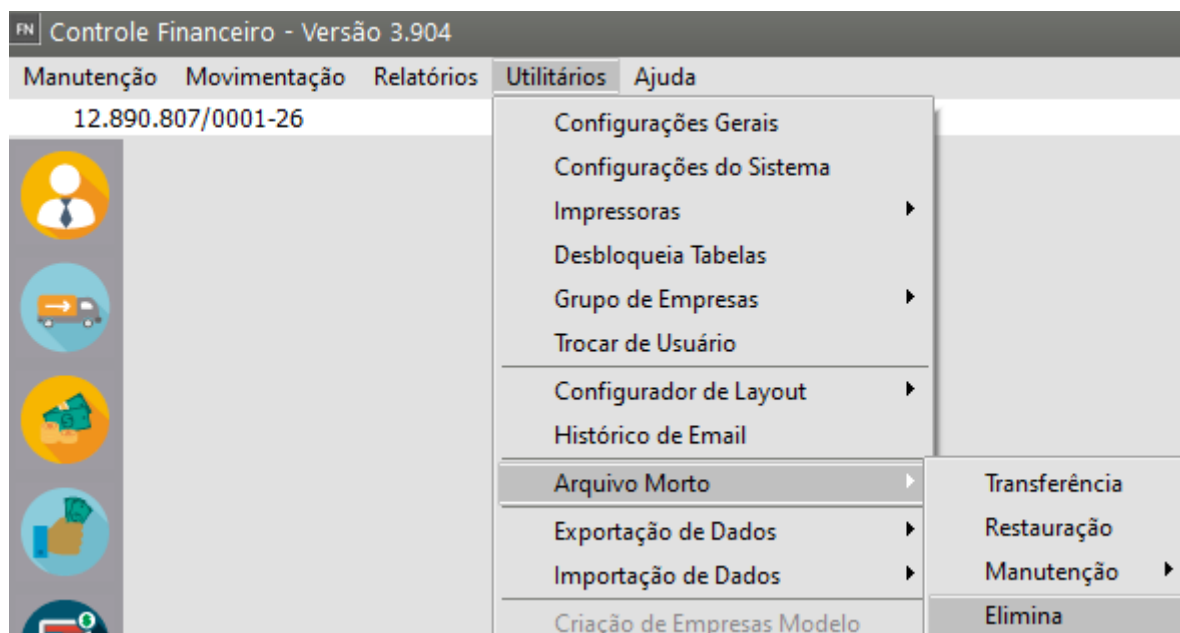 FN Controle Financeiro - Versão 3.904
Manutenção Movimentação Relatórios Utilitários Ajuda
12.890.807/0001-26
Configurações Gerais
Configurações do Sistema
Impressoras
Desbloqueia Tabelas
Grupo de Empresas
Trocar de Usuário
Configurador de Layout
Histórico de Email
Arquivo Morto
Exportação de Dados
Importação de Dados
Criação de Empresas Modelo
Transferência
Restauração
Manutenção
Elimina